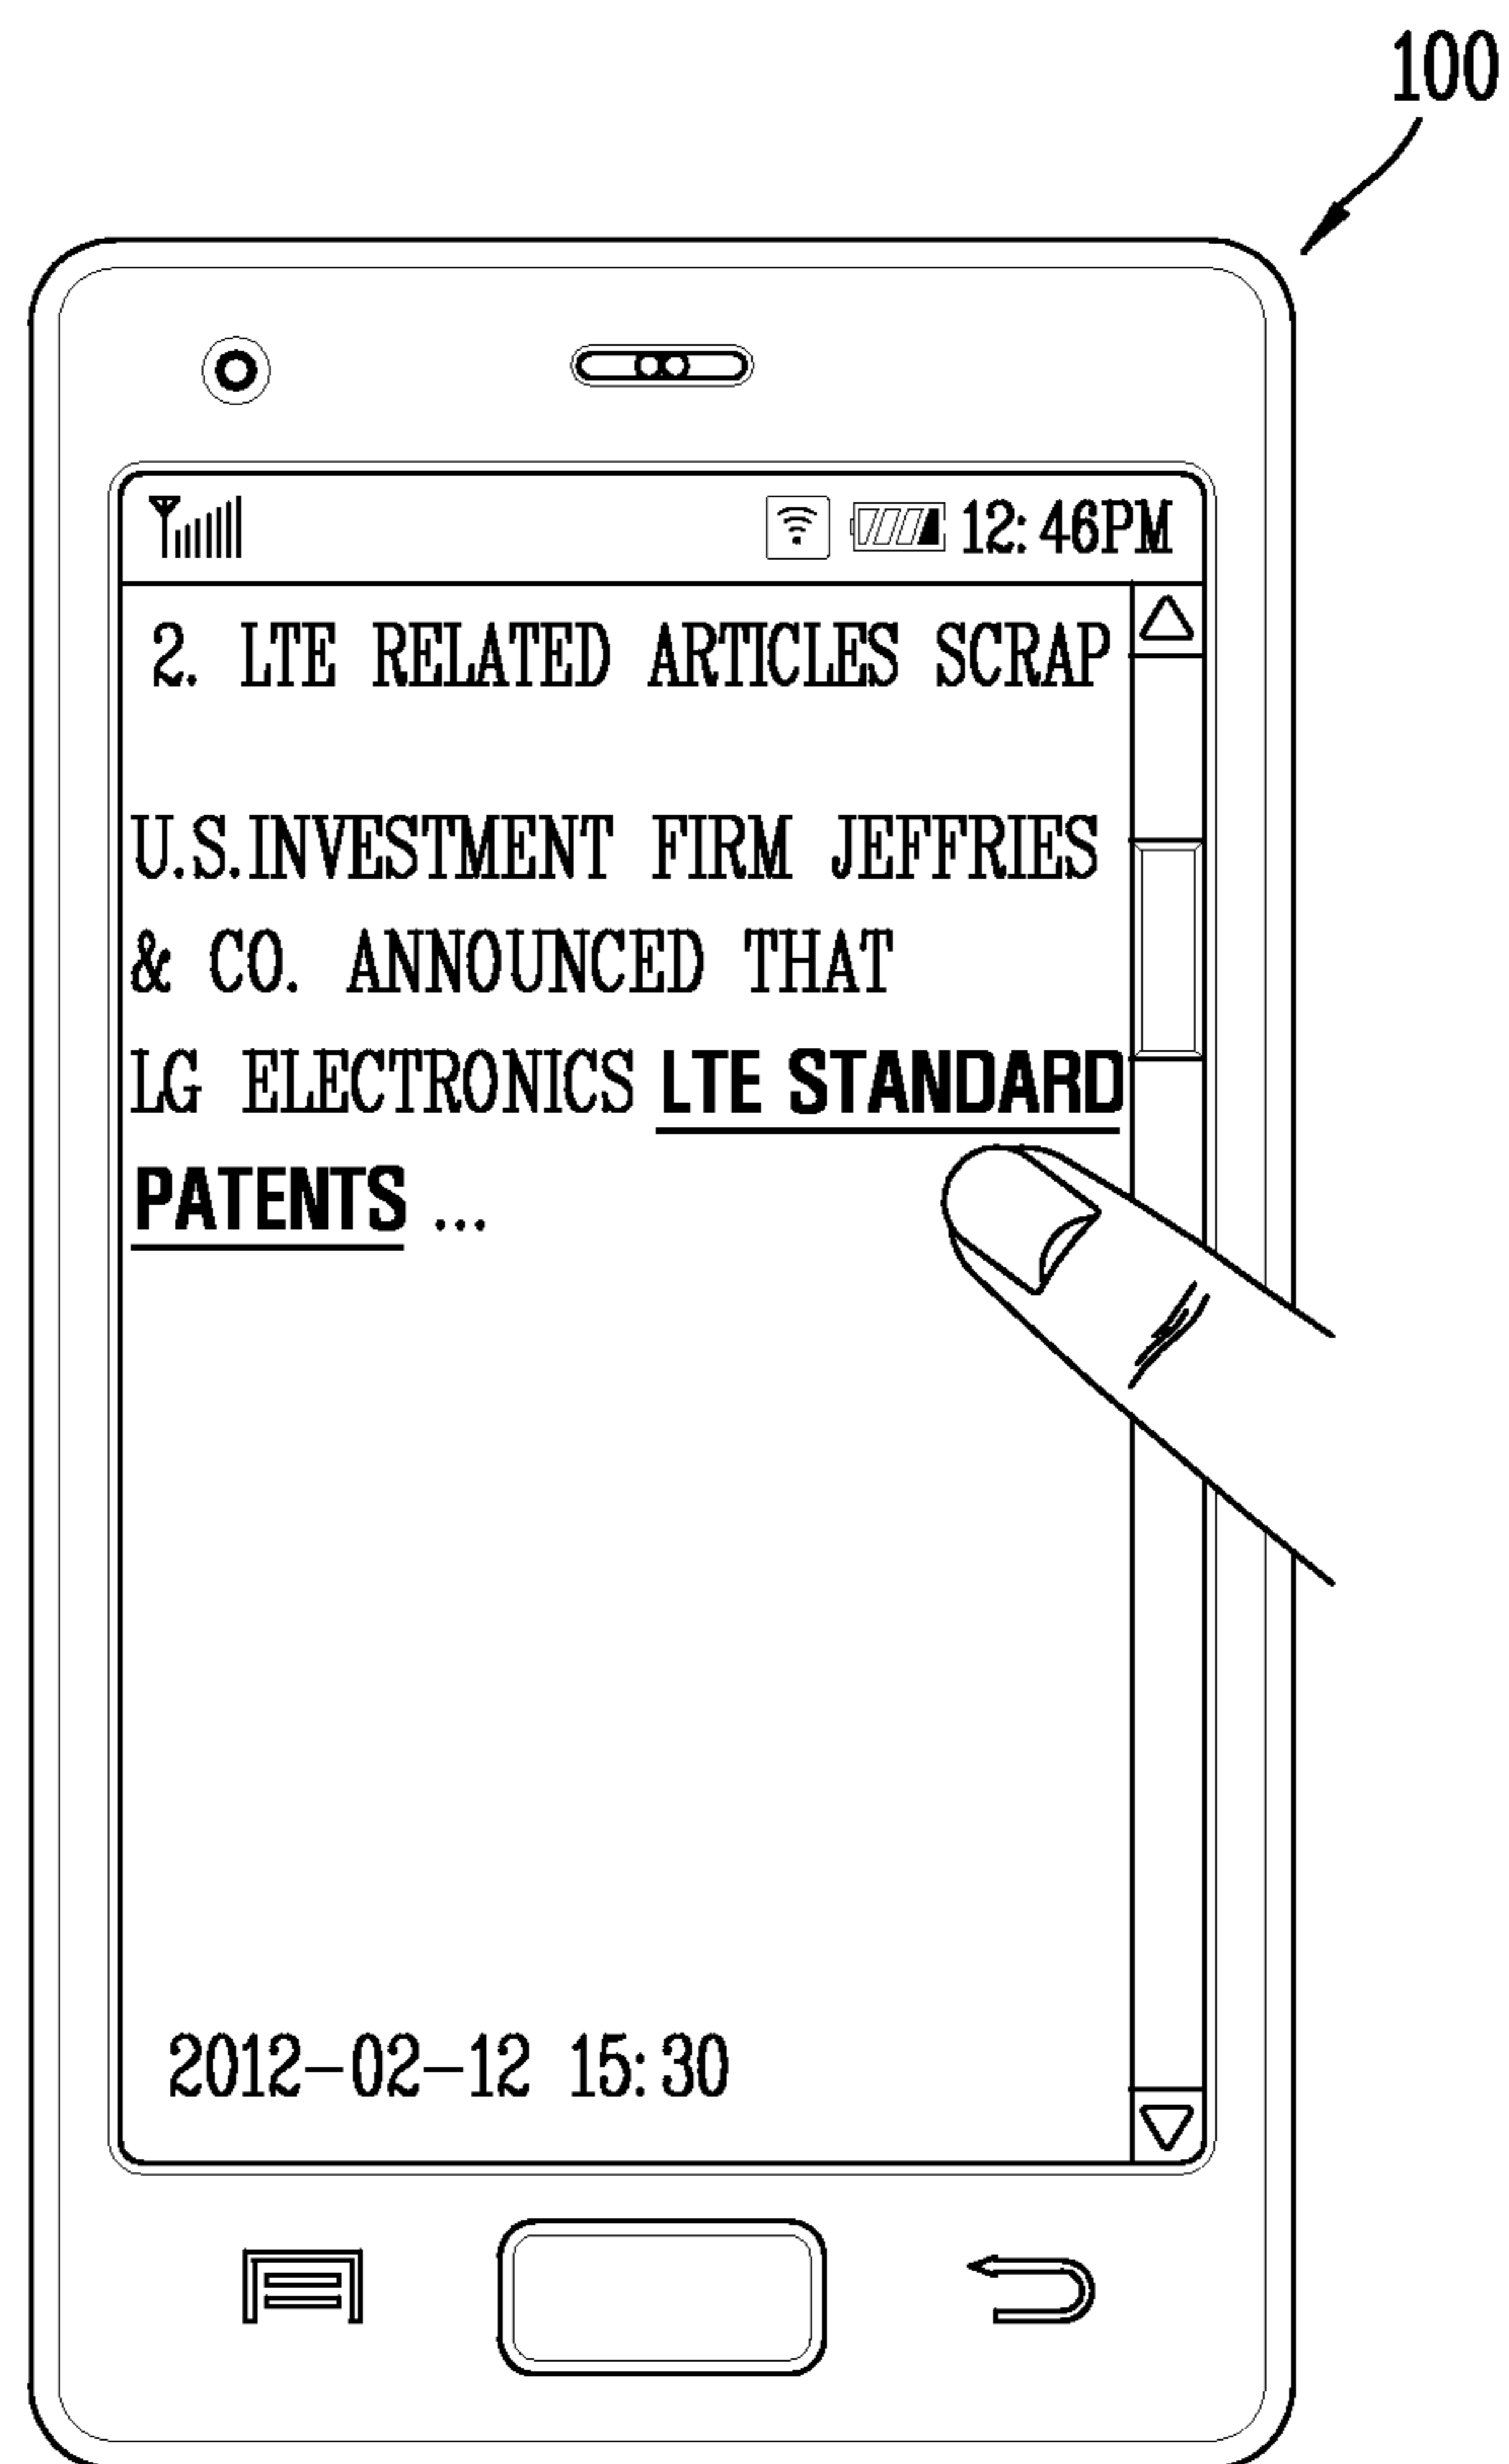 100
12:46PM
2. LTE RELATED ARTICLES SCRAP
U.S.INVESTMENT FIRM JEFFRIES
& CO. ANNOUNCED THAT
LG ELECTRONICS LTE STANDARD
PATENTS ...
2012-02-12 15:30